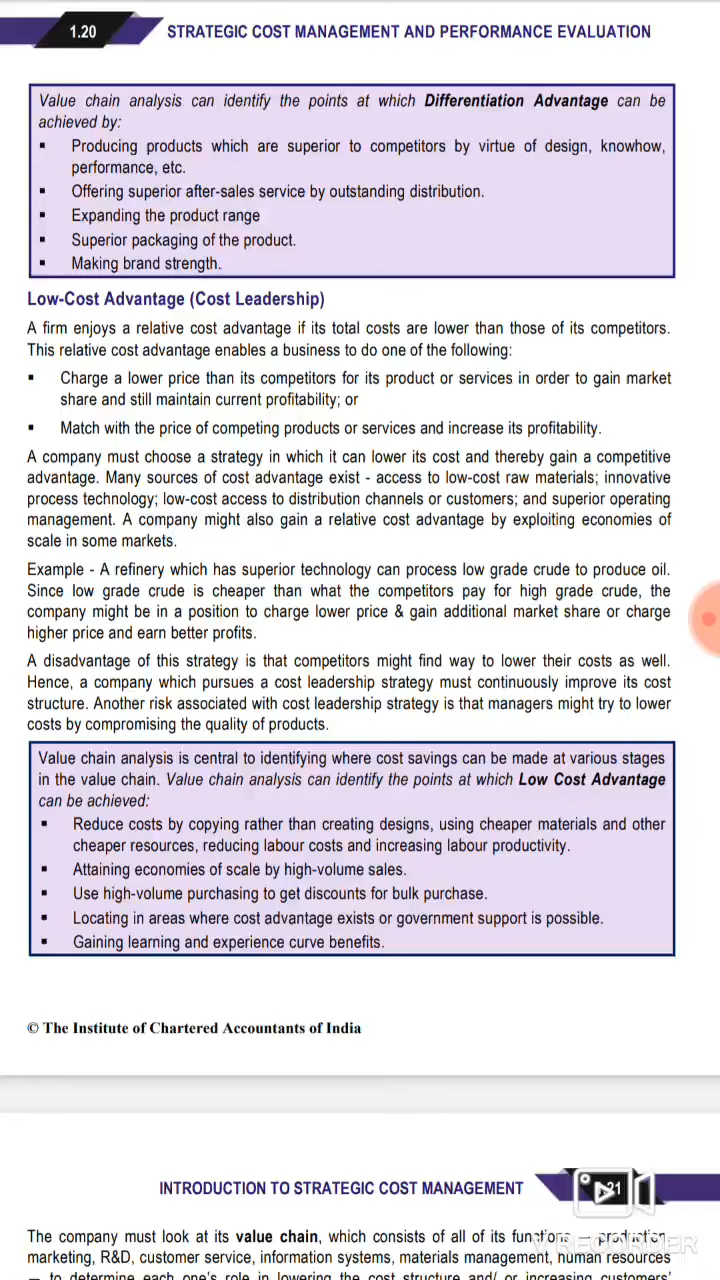 1.20
STRATEGIC COST MANAGEMENT AND PERFORMANCE EVALUATION
Value chain analysis can identify the points at which Differentiation Advantage can be
achieved by:
▪ Producing products which are superior to competitors by virtue of design, knowhow,
performance, etc.
▪ Offering superior after-sales service by outstanding distribution.
▪ Expanding the product range
▪ Superior packaging of the product.
▪ Making brand strength.
Low-Cost Advantage (Cost Leadership)
A firm enjoys a relative cost advantage if its total costs are lower than those of its competitors.
This relative cost advantage enables a business to do one of the following:
▪ Charge a lower price than its competitors for its product or services in order to gain market
share and still maintain current profitability; or
▪ Match with the price of competing products or services and increase its profitability.
A company must choose a strategy in which it can lower its cost and thereby gain a competitive
advantage. Many sources of cost advantage exist - access to low-cost raw materials; innovative
process technology; low-cost access to distribution channels or customers; and superior operating
management. A company might also gain a relative cost advantage by exploiting economies of
scale in some markets.
Example - A refinery which has superior technology can process low grade crude to produce oil.
Since low grade crude is cheaper than what the competitors pay for high grade crude, the
company might be in a position to charge lower price & gain additional market share or charge
higher price and earn better profits.
A disadvantage of this strategy is that competitors might find way to lower their costs as well.
Hence, a company which pursues a cost leadership strategy must continuously improve its cost
structure. Another risk associated with cost leadership strategy is that managers might try to lower
costs by compromising the quality of products.
Value chain analysis is central to identifying where cost savings can be made at various stages
in the value chain. Value chain analysis can identify the points at which Low Cost Advantage
can be achieved:
▪ Reduce costs by copying rather than creating designs, using cheaper materials and other
cheaper resources, reducing labour costs and increasing labour productivity.
▪ Attaining economies of scale by high-volume sales.
▪ Use high-volume purchasing to get discounts for bulk purchase.
▪ Locating in areas where cost advantage exists or government support is possible.
▪ Gaining learning and experience curve benefits.
© The Institute of Chartered Accountants of India
INTRODUCTION TO STRATEGIC COST MANAGEMENT
21
The company must look at its value chain, which consists of all of its functions – production,
V RECORDER
marketing, R&D, customer service, information systems, materials management, human resources
– to determine each one's role in lowering the cost structure and/ or increasing customers'